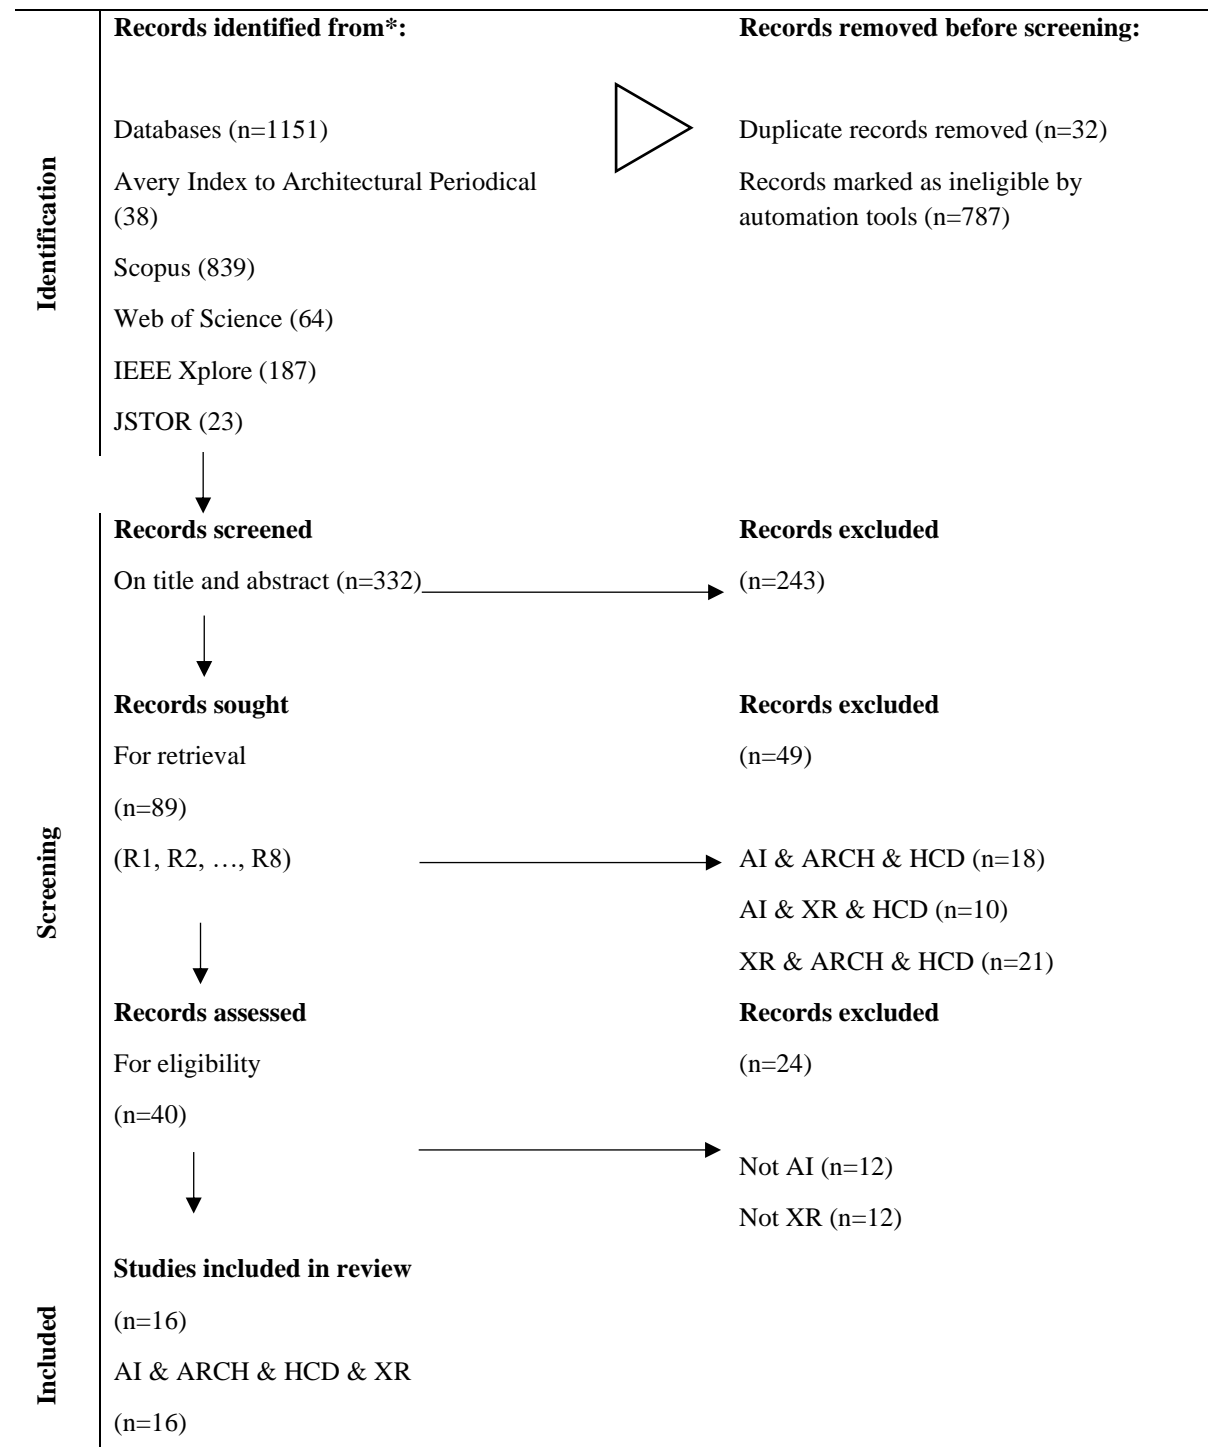 Identification
Records identified from*:
Databases (n=1151)
Avery Index to Architectural Periodical
(38)
Scopus (839)
Web of Science (64)
IEEE Xplore (187)
JSTOR (23)
Records removed before screening:
Duplicate records removed (n=32)
Records marked as ineligible by
automation tools (n=787)
Screening
Records screened
On title and abstract (n=332)
Records excluded
(n=243)
Records sought
For retrieval
(n=89)
(R1, R2, …, R8)
Records excluded
(n=49)
AI & ARCH & HCD (n=18)
AI & XR & HCD (n=10)
XR & ARCH & HCD (n=21)
Records assessed
For eligibility
(n=40)
Records excluded
(n=24)
Not AI (n=12)
Not XR (n=12)
Included
Studies included in review
(n=16)
AI & ARCH & HCD & XR
(n=16)